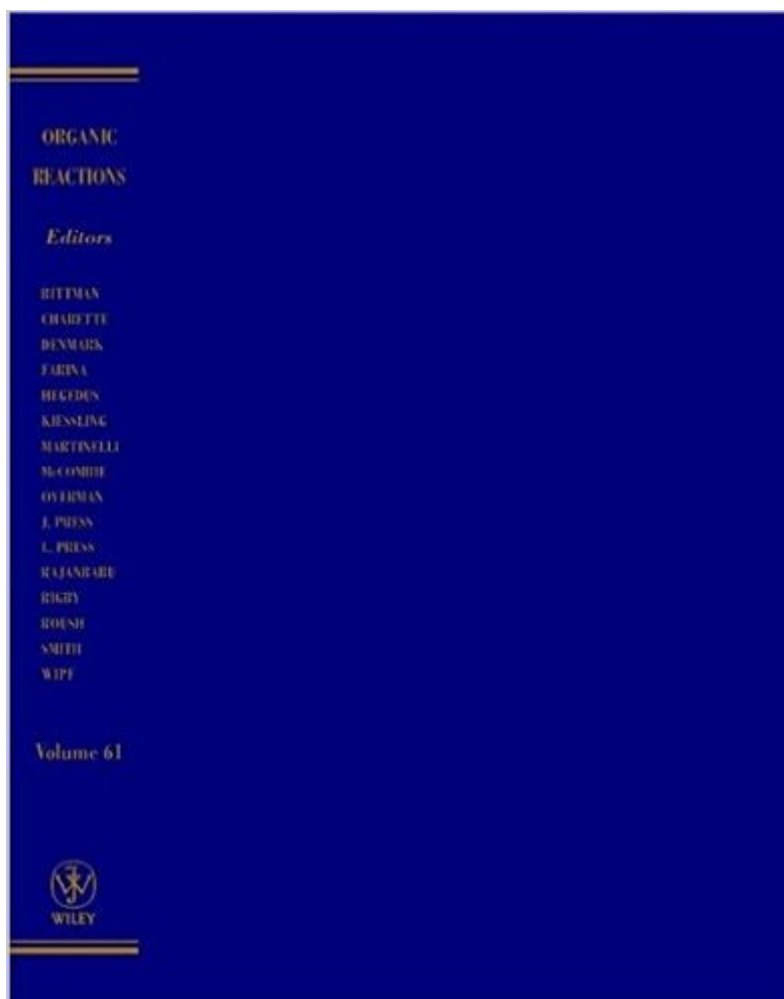 ORGANIC
REACTIONS
Editors
BITTMAN
CHARETTE
DENMARK
FARINA
HEGEDUS
KIESSLING
MARTINELLI
McCOMBIE
OVERMAN
J. PRESS
L. PRESS
RAJANBABU
RIGBY
ROUSH
SMITH
WIPF
Volume 61
WILEY